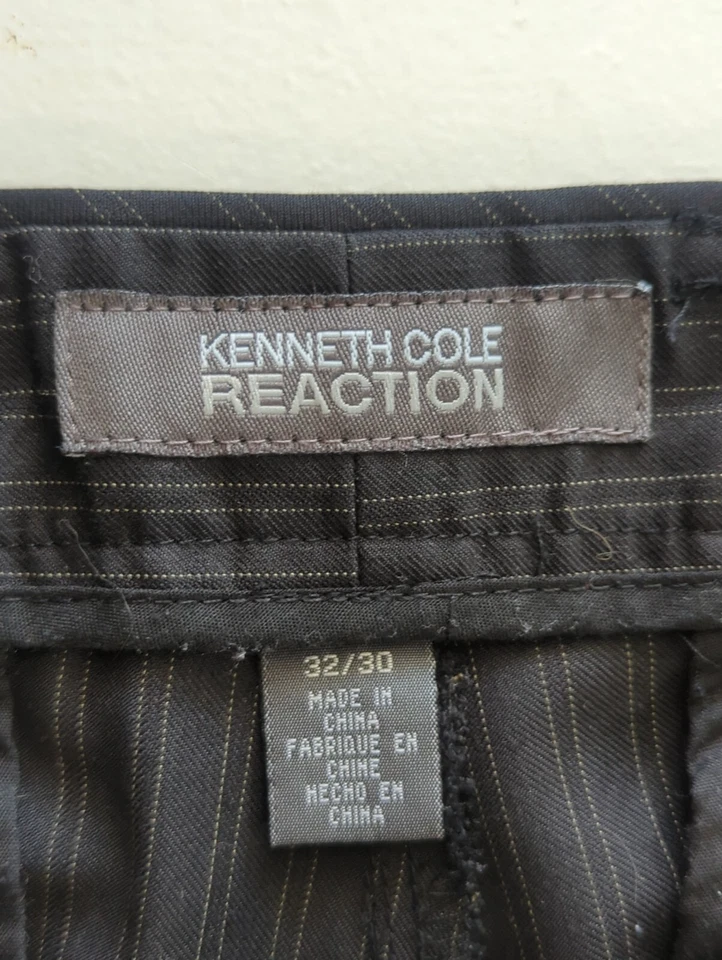 KENNETH COLE
REACTION
32/30
MADE IN
CHINA
FABRIQUE EN
CHINE
HECHO EN
CHINA